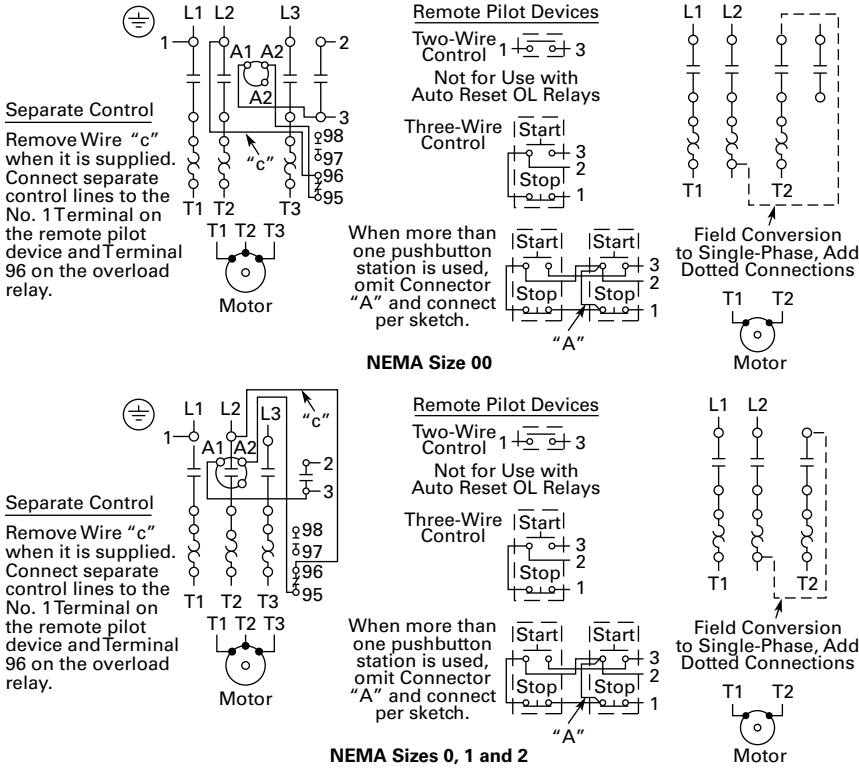 L1 L2 L3
1
A1 A2
2
A2
3
98
97
"c"
96
95
T1 T2 T3
T1 T2 T3
Motor
Separate Control
Remove Wire "c"
when it is supplied.
Connect separate
control lines to the
No. 1 Terminal on
the remote pilot
device and Terminal
96 on the overload
relay.
Remote Pilot Devices
Two-Wire
Control
1 3
Not for Use with
Auto Reset OL Relays
Three-Wire
Control
Start
3
2
Stop
1
When more than
one pushbutton
station is used,
omit Connector
"A" and connect
per sketch.
Start Start
3
2
Stop Stop
1
"A"
L1 L2
T1 T2
Field Conversion
to Single-Phase, Add
Dotted Connections
T1 T2
Motor
NEMA Size 00
L1 L2 L3
"c"
1
A1 A2
2
3
98
97
96
95
T1 T2 T3
T1 T2 T3
Motor
Separate Control
Remove Wire "c"
when it is supplied.
Connect separate
control lines to the
No. 1 Terminal on
the remote pilot
device and Terminal
96 on the overload
relay.
Remote Pilot Devices
Two-Wire
Control
1 3
Not for Use with
Auto Reset OL Relays
Three-Wire
Control
Start
3
2
Stop
1
When more than
one pushbutton
station is used,
omit Connector
"A" and connect
per sketch.
Start Start
3
2
Stop Stop
1
"A"
L1 L2
T1 T2
Field Conversion
to Single-Phase, Add
Dotted Connections
T1 T2
Motor
NEMA Sizes 0, 1 and 2